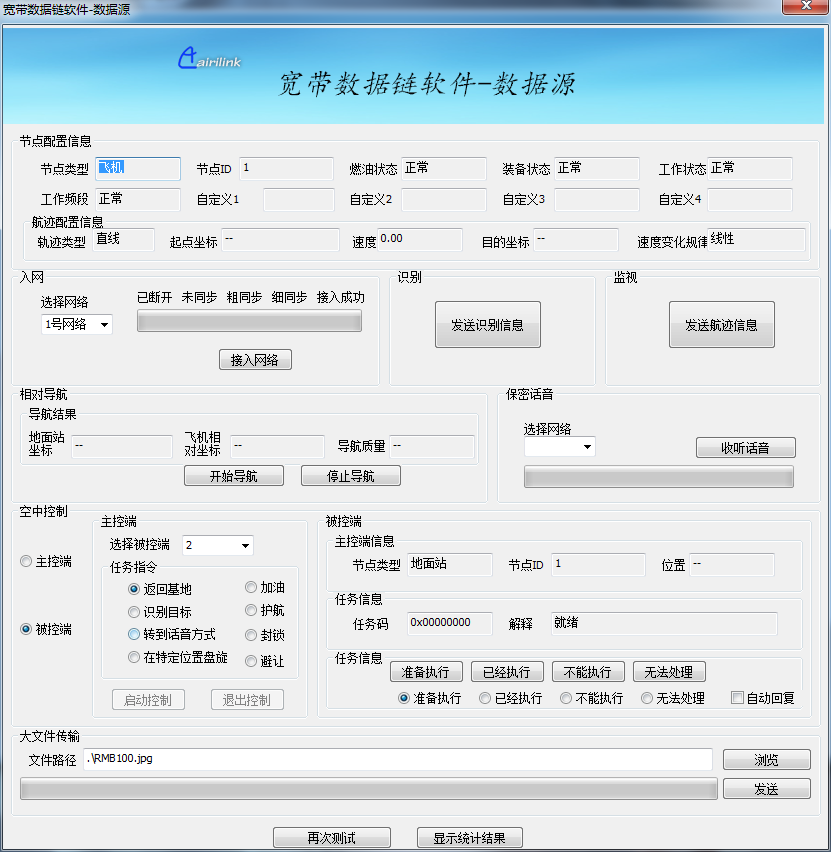 宽带数据链软件-数据源
airilink
宽带数据链软件-数据源
节点配置信息
节点类型 飞机 节点ID 1 燃油状态 正常 装备状态 正常 工作状态 正常
工作频段 正常 自定义1 自定义2 自定义3 自定义4
航迹配置信息
轨迹类型 直线 起点坐标 -- 速度 0.00 目的坐标 -- 速度变化规律 线性
入网 识别 监视
选择网络 已断开 未同步 粗同步 细同步 接入成功
1号网络 发送识别信息 发送航迹信息
接入网络
相对导航 保密话音
导航结果
地面站坐标 -- 飞机相对坐标 -- 导航质量 -- 选择网络
收听话音
开始导航 停止导航
空中控制
主控端 被控端
选择被控端 2 主控端信息
主控端 节点类型 地面站 节点ID 1 位置 --
任务指令
返回基地 加油
识别目标 护航
被控端 转到话音方式 封锁
在特定位置盘旋 避让
任务信息
任务码 0x00000000 解释 就绪
任务信息
准备执行 已经执行 不能执行 无法处理
准备执行 已经执行 不能执行 无法处理 自动回复
启动控制 退出控制
大文件传输
文件路径 .\RMB100.jpg 浏览
发送
再次测试 显示统计结果